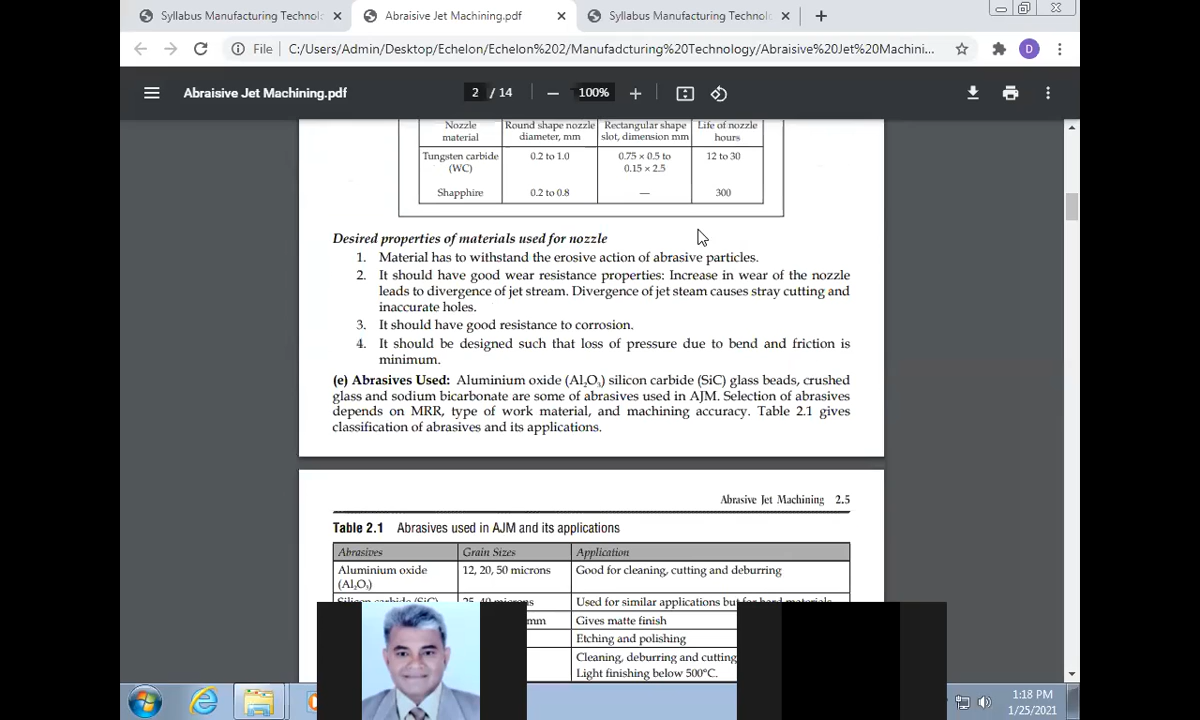 Syllabus Manufacturing Technol
Abraisive Jet Machining.pdf
Syllabus Manufacturing Technol
File
C:/Users/Admin/Desktop/Echelon/Echelon%202/Manufadcturing%20Technology/Abraisive%20Jet%20Machini...
D
Abraisive Jet Machining.pdf
2 / 14
100%
Nozzle material
Round shape nozzle diameter, mm
Rectangular shape slot, dimension mm
Life of nozzle hours
Tungsten carbide (WC)
0.2 to 1.0
0.75 × 0.5 to 0.15 × 2.5
12 to 30
Shapphire
0.2 to 0.8
—
300
Desired properties of materials used for nozzle
1. Material has to withstand the erosive action of abrasive particles.
2. It should have good wear resistance properties: Increase in wear of the nozzle
leads to divergence of jet stream. Divergence of jet steam causes stray cutting and
inaccurate holes.
3. It should have good resistance to corrosion.
4. It should be designed such that loss of pressure due to bend and friction is
minimum.
(e) Abrasives Used: Aluminium oxide (Al₂O₃) silicon carbide (SiC) glass beads, crushed
glass and sodium bicarbonate are some of abrasives used in AJM. Selection of abrasives
depends on MRR, type of work material, and machining accuracy. Table 2.1 gives
classification of abrasives and its applications.
Abrasive Jet Machining 2.5
Table 2.1 Abrasives used in AJM and its applications
Abrasives
Grain Sizes
Application
Aluminium oxide (Al₂O₃)
12, 20, 50 microns
Good for cleaning, cutting and deburring
Silicon carbide (SiC)
25, 40 microns
Used for similar applications but for hard materials
mm
Gives matte finish
Etching and polishing
Cleaning, deburring and cutting
Light finishing below 500°C.
1:18 PM
1/25/2021